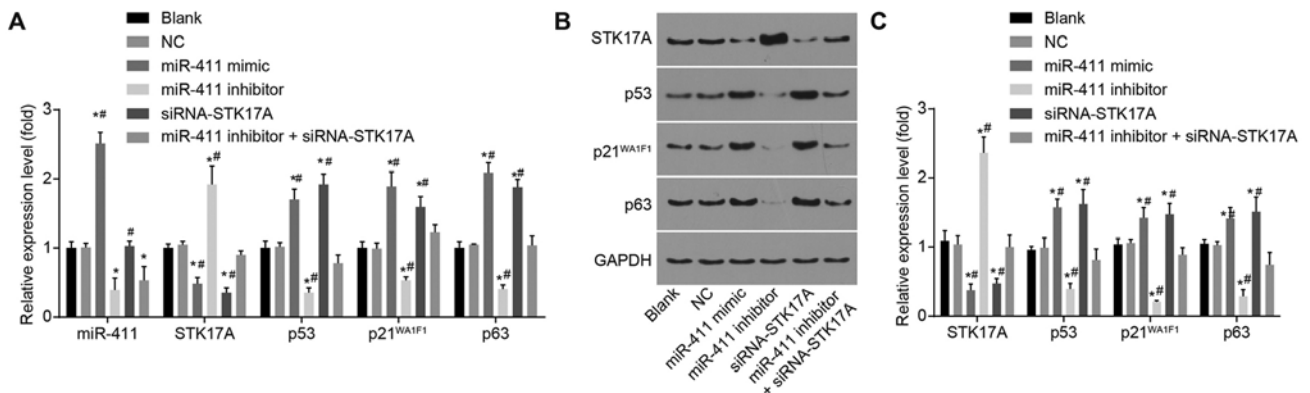 A
Blank
NC
miR-411 mimic
miR-411 inhibitor
siRNA-STK17A
miR-411 inhibitor + siRNA-STK17A
Relative expression level (fold)
3
2
1
0
*# * # *
*# *# *#
*# *# *#
*# *# *#
*# *# *#
miR-411 STK17A p53 p21WA1F1 p63
B
STK17A
p53
p21WA1F1
p63
GAPDH
Blank
NC
miR-411 mimic
miR-411 inhibitor
siRNA-STK17A
miR-411 inhibitor
+ siRNA-STK17A
C
Blank
NC
miR-411 mimic
miR-411 inhibitor
siRNA-STK17A
miR-411 inhibitor + siRNA-STK17A
Relative expression level (fold)
3
2
1
0
*# *# *#
*# *# *#
*# *# *#
*# *# *#
STK17A p53 p21WA1F1 p63